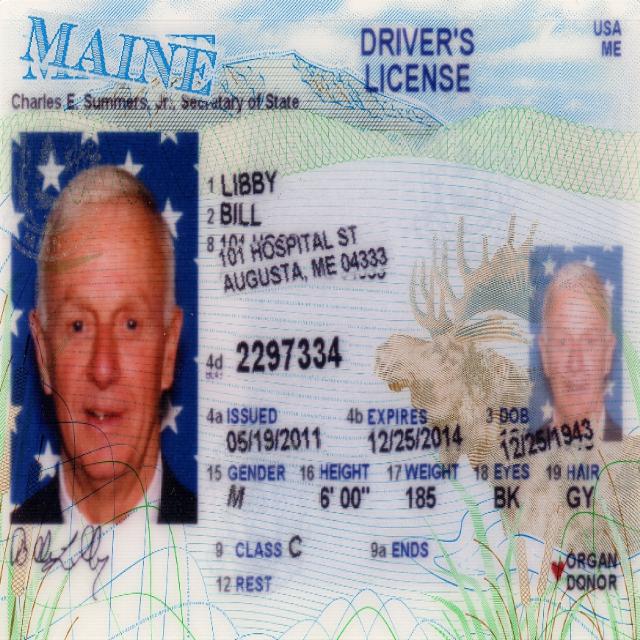 MAINE
DRIVER'S LICENSE
USA
ME
Charles E. Summers, Jr., Secretary of State
1 LIBBY
2 BILL
8 101 HOSPITAL ST
AUGUSTA, ME 04333
4d 2297334
4a ISSUED 4b EXPIRES 3 DOB
05/19/2011 12/25/2014 12/25/1943
15 GENDER 16 HEIGHT 17 WEIGHT 18 EYES 19 HAIR
M 6' 00" 185 BK GY
9 CLASS C 9a ENDS
12 REST
ORGAN
DONOR